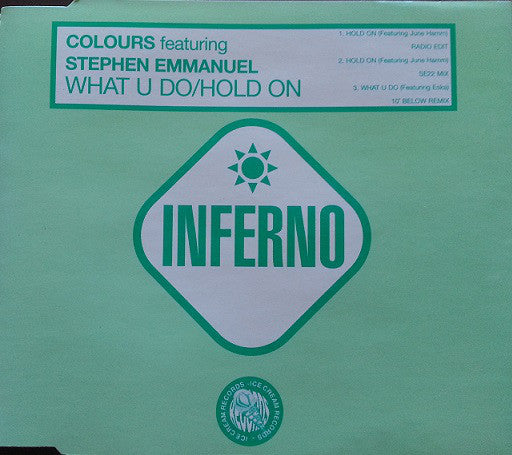 COLOURS featuring
STEPHEN EMMANUEL
WHAT U DO/HOLD ON
1. HOLD ON (Featuring June Hamm)
RADIO EDIT
2. HOLD ON (Featuring June Hamm)
SE22 MIX
3. WHAT U DO (Featuring Eska)
10° BELOW REMIX
INFERNO
ICE CREAM RECORDS · ICE CREAM RECORDS ·